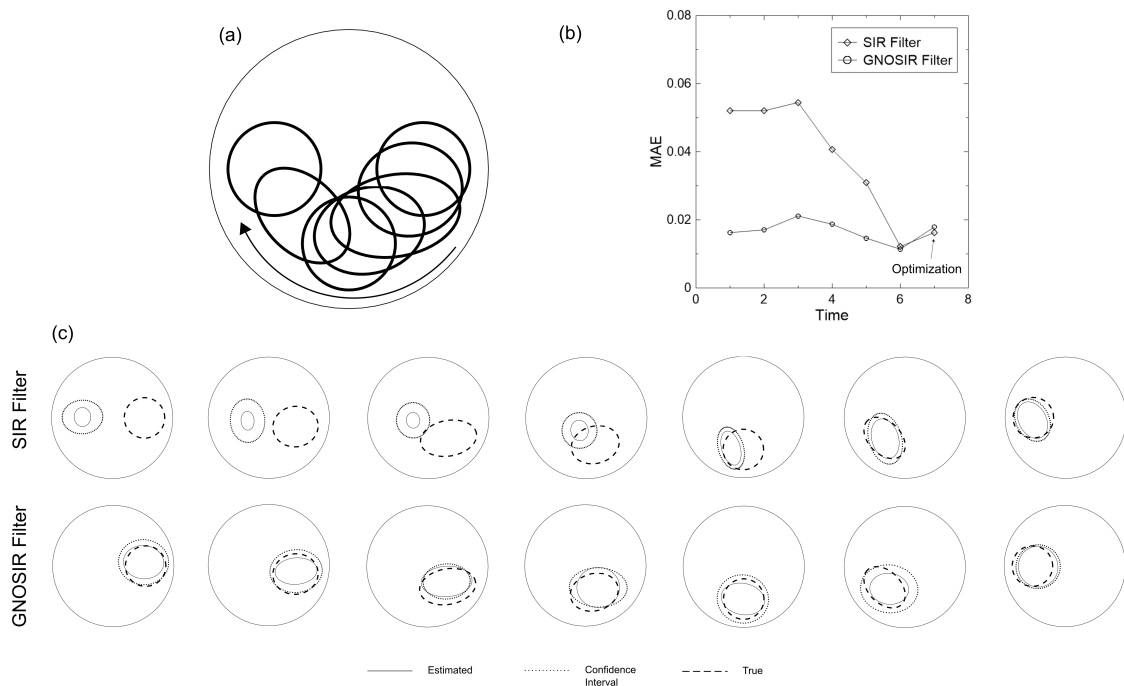 (a)
(b)
0.08
0.06
0.04
0.02
0
MAE
SIR Filter
GNOSIR Filter
Optimization
0 2 4 6 8
Time
(c)
SIR Filter
GNOSIR Filter
Estimated
Confidence
Interval
True